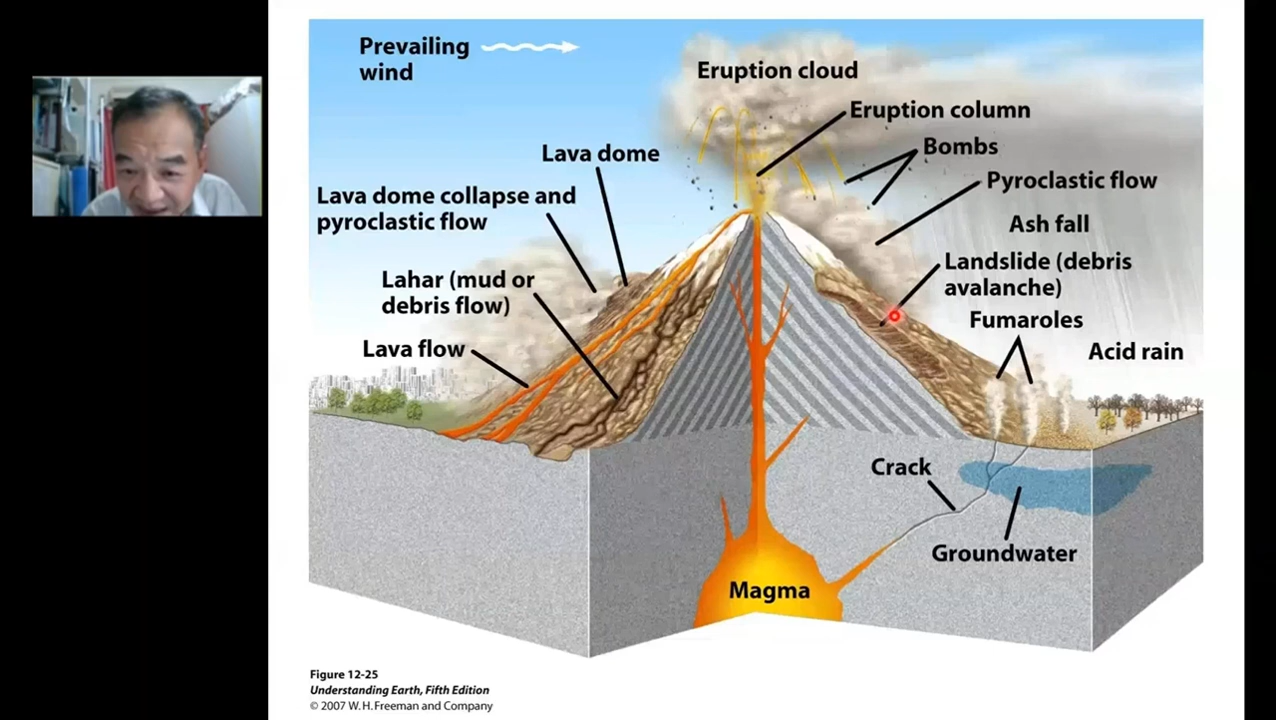 Prevailing
wind
Eruption cloud
Eruption column
Bombs
Lava dome
Pyroclastic flow
Lava dome collapse and
pyroclastic flow
Ash fall
Landslide (debris
avalanche)
Lahar (mud or
debris flow)
Fumaroles
Lava flow
Acid rain
Crack
Groundwater
Magma
Figure 12-25
Understanding Earth, Fifth Edition
© 2007 W.H. Freeman and Company